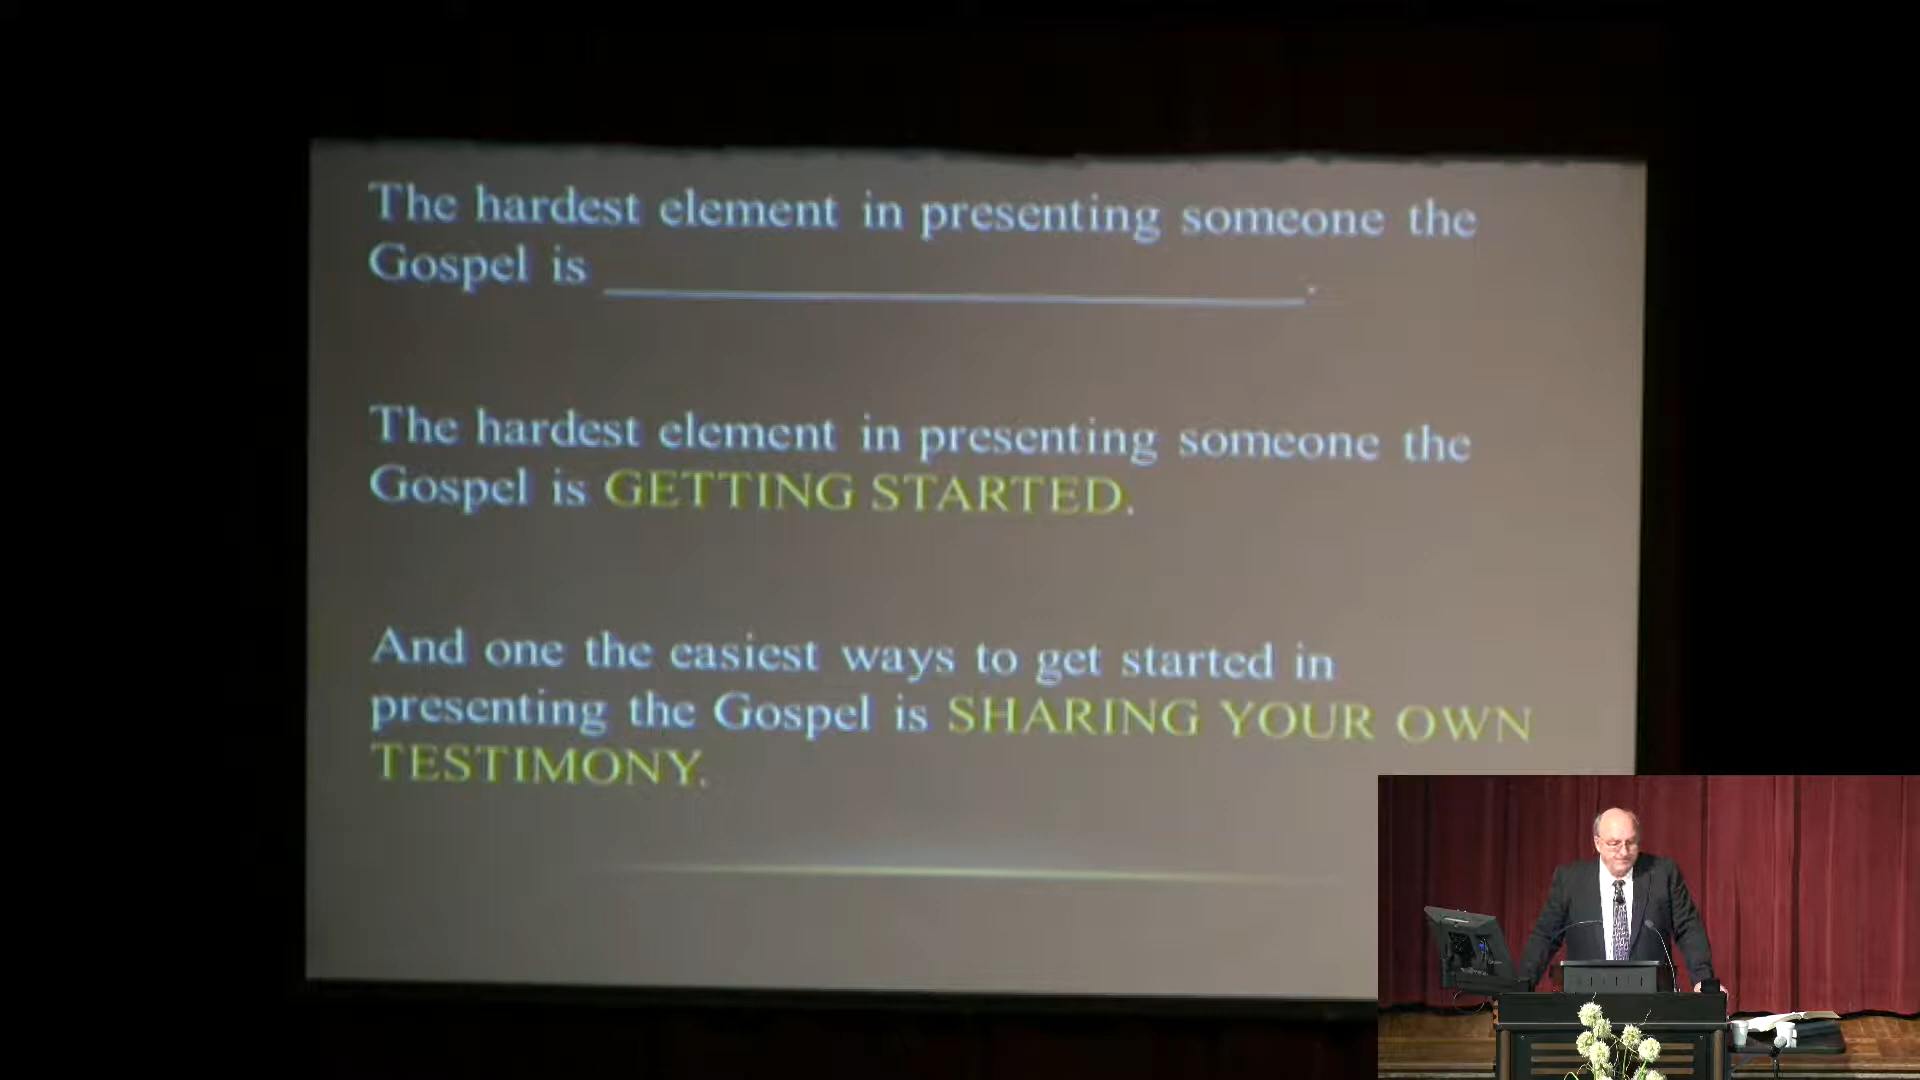 The hardest element in presenting someone the
Gospel is ____________________.
The hardest element in presenting someone the
Gospel is GETTING STARTED.
And one the easiest ways to get started in
presenting the Gospel is SHARING YOUR OWN
TESTIMONY.